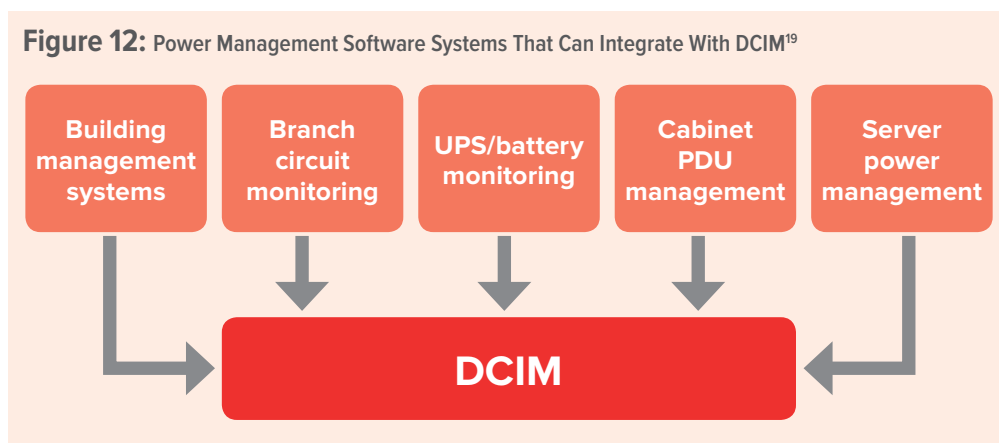 Figure 12: Power Management Software Systems That Can Integrate With DCIM¹⁹
Building
management
systems
Branch
circuit
monitoring
UPS/battery
monitoring
Cabinet
PDU
management
Server
power
management
DCIM